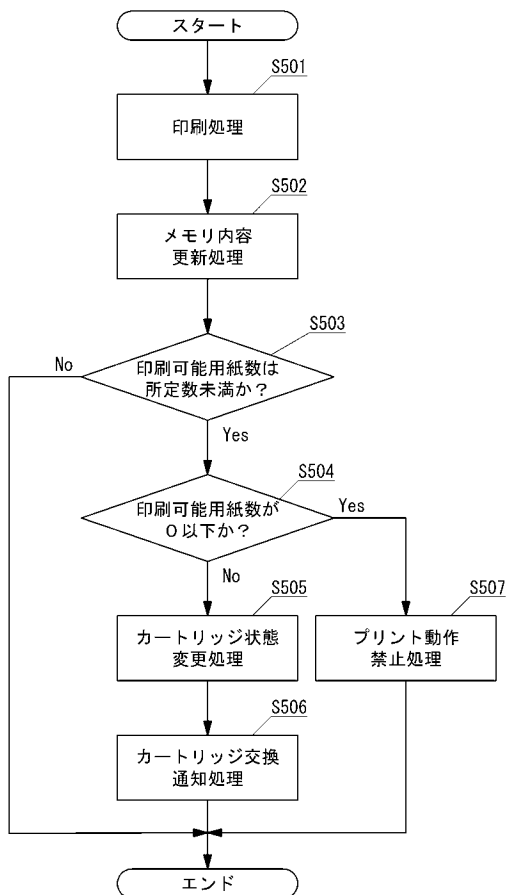 スタート
S501
印刷処理
S502
メモリ内容
更新処理
S503
印刷可能用紙数は
所定数未満か？
No
Yes
S504
印刷可能用紙数が
０以下か？
Yes
No
S505
カートリッジ状態
変更処理
S507
プリント動作
禁止処理
S506
カートリッジ交換
通知処理
エンド